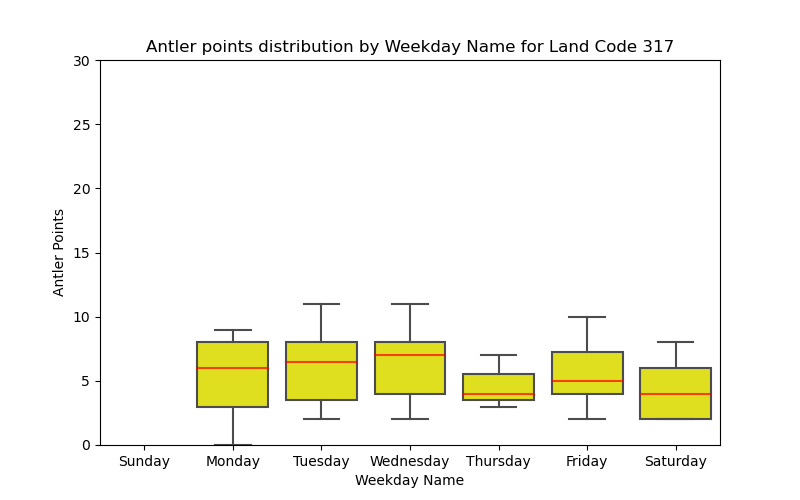 Antler points distribution by Weekday Name for Land Code 317
Antler Points
30
25
20
15
10
5
0
Sunday Monday Tuesday Wednesday Thursday Friday Saturday
Weekday Name